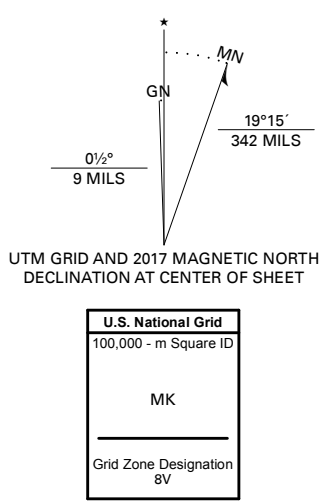 ★
MN
GN
19°15´
342 MILS
0½°
9 MILS
UTM GRID AND 2017 MAGNETIC NORTH
DECLINATION AT CENTER OF SHEET
U.S. National Grid
100,000 - m Square ID
MK
Grid Zone Designation
8V